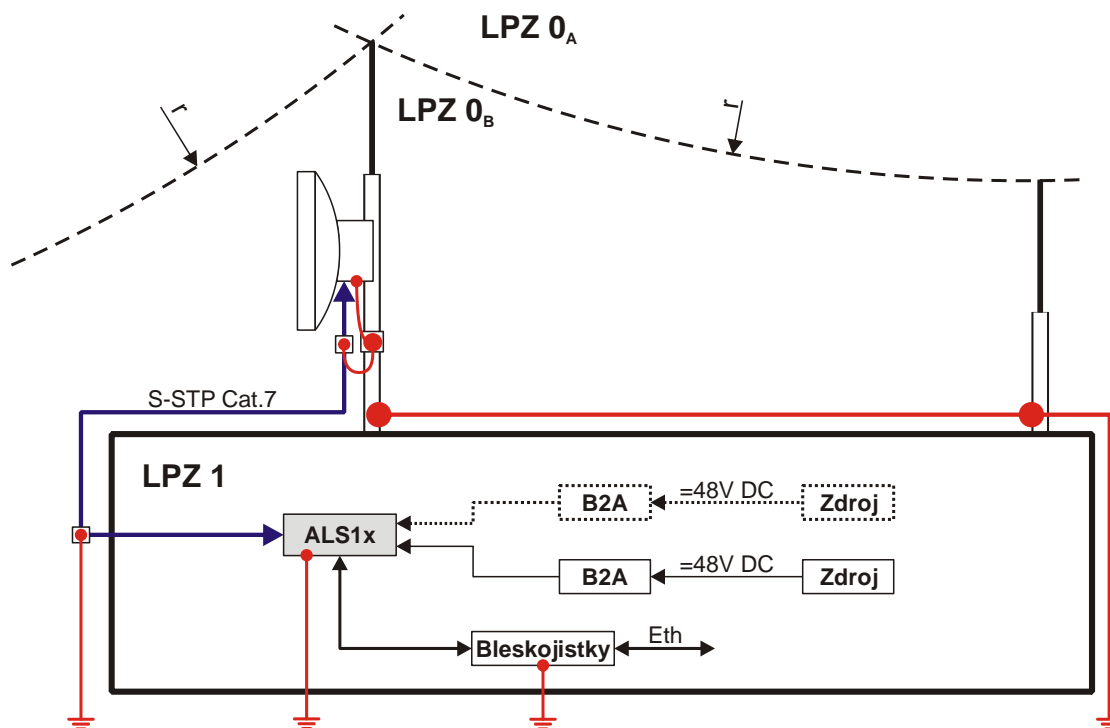 LPZ 0A
LPZ 0B
r
r
S-STP Cat.7
LPZ 1
B2A
=48V DC
Zdroj
ALS1x
B2A
=48V DC
Zdroj
Bleskojistky
Eth